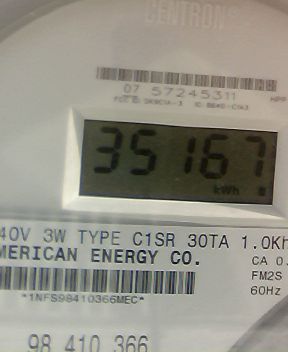 CENTRON®
07 57245311
35167
kWh
40V 3W TYPE C1SR 30TA 1.0Kh
MERICAN ENERGY CO.
CA 0.
FM2S
60Hz
*1NFS98410366MEC*
98 410 366